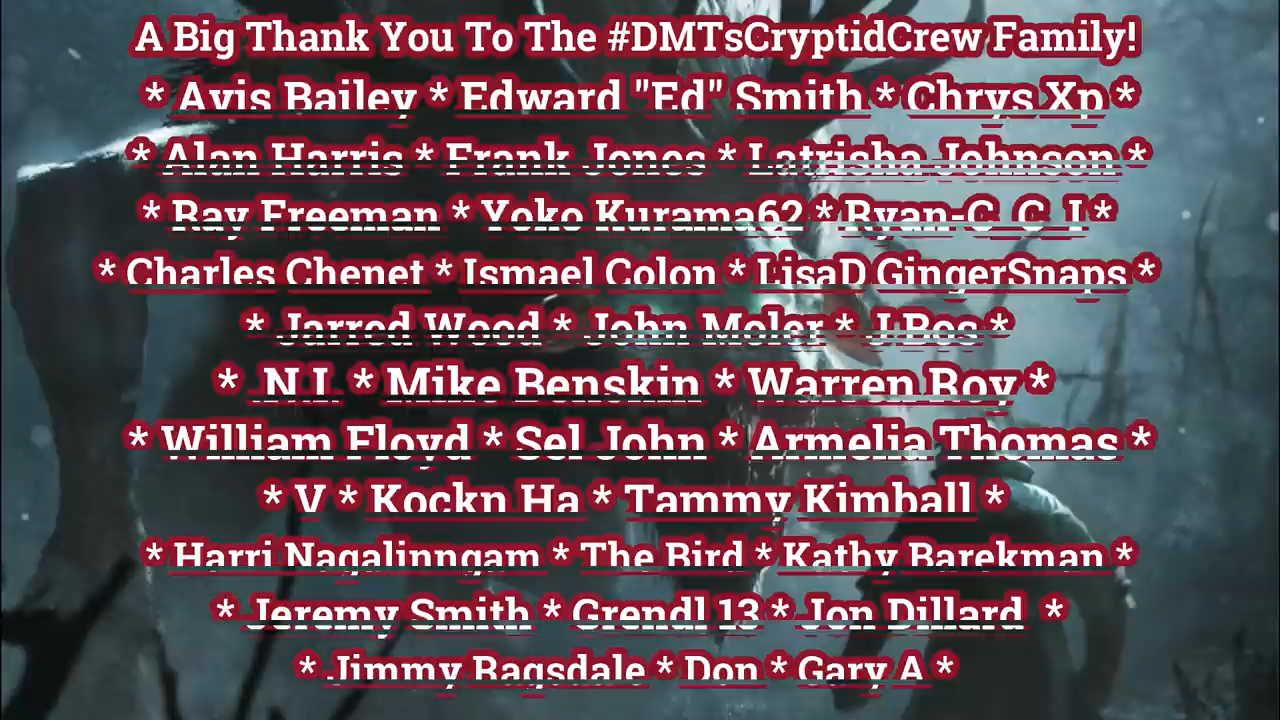 A Big Thank You To The #DMTsCryptidCrew Family!
* Avis Bailey * Edward "Ed" Smith * Chrys Xp *
* Alan Harris * Frank Jones * Latrisha Johnson *
* Ray Freeman * Yoko Kurama62 * Ryan-C. C. I *
* Charles Chenet * Ismael Colon * LisaD.GingerSnaps *
* Jarred Wood * John Moler * J.Bos *
* N.I. * Mike Benskin * Warren Roy *
* William Floyd * Sel John * Armelia Thomas *
* V * Kockn Ha * Tammy Kimball *
* Harri Nagalinngam * The Bird * Kathy Barekman *
* Jeremy Smith * Grendl 13 * Jon Dillard *
* Jimmy Ragsdale * Don * Gary A *